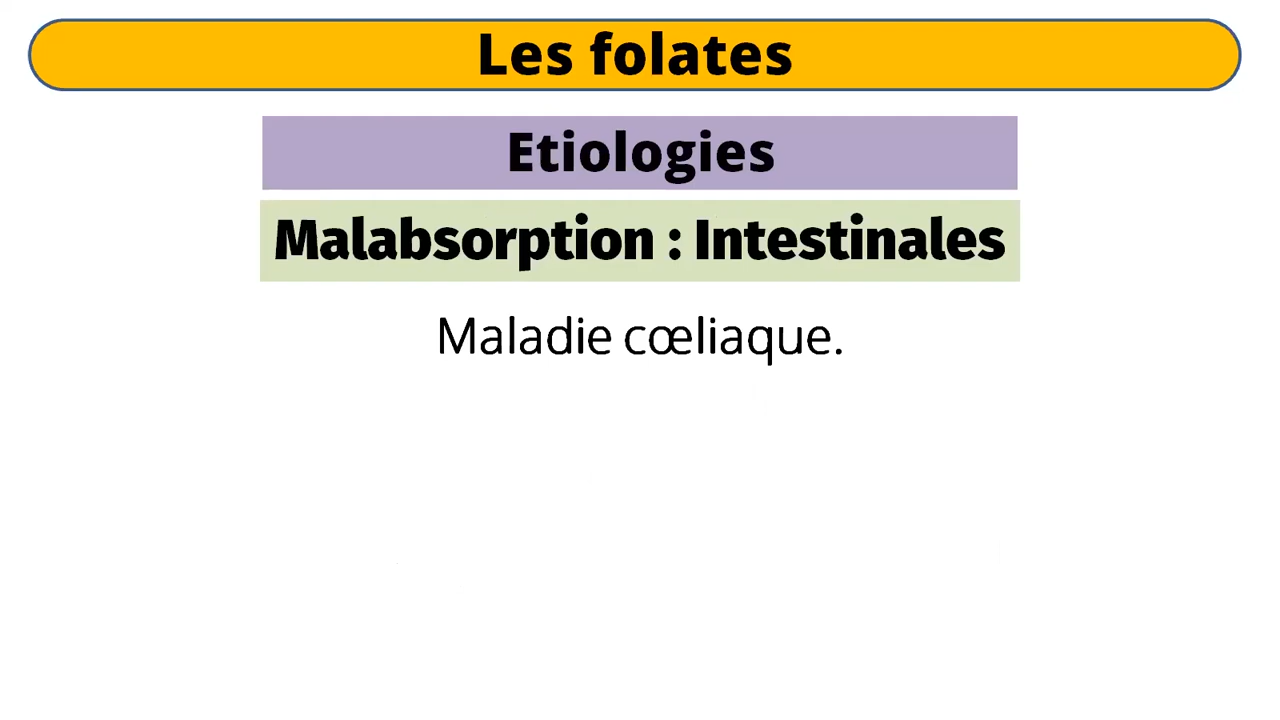 Les folates
Etiologies
Malabsorption : Intestinales
Maladie cœliaque.